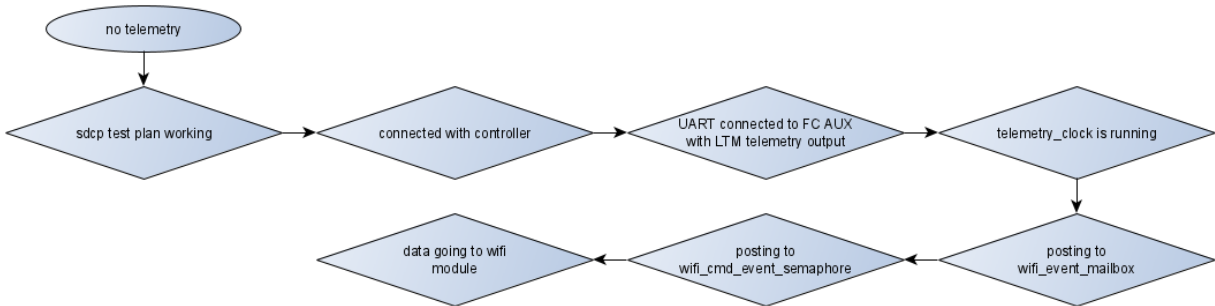 no telemetry
sdcp test plan working
connected with controller
UART connected to FC AUX
with LTM telemetry output
telemetry_clock is running
posting to
wifi_event_mailbox
posting to
wifi_cmd_event_semaphore
data going to wifi
module